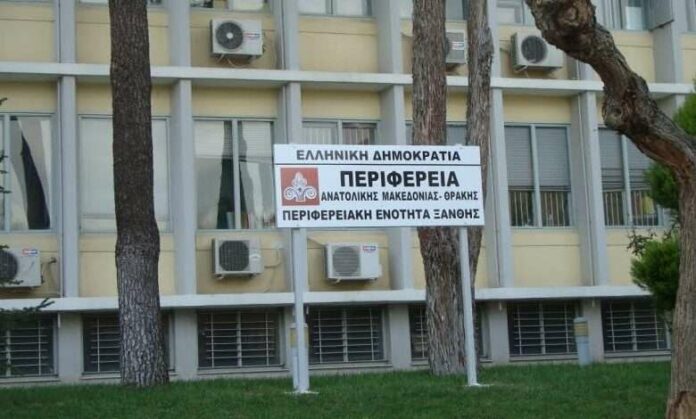 ΕΛΛΗΝΙΚΗ ΔΗΜΟΚΡΑΤΙΑ
ΠΕΡΙΦΕΡΕΙΑ
ΑΝΑΤΟΛΙΚΗΣ ΜΑΚΕΔΟΝΙΑΣ- ΘΡΑΚΗΣ
ΠΕΡΙΦΕΡΕΙΑΚΗ ΕΝΟΤΗΤΑ ΞΑΝΘΗΣ